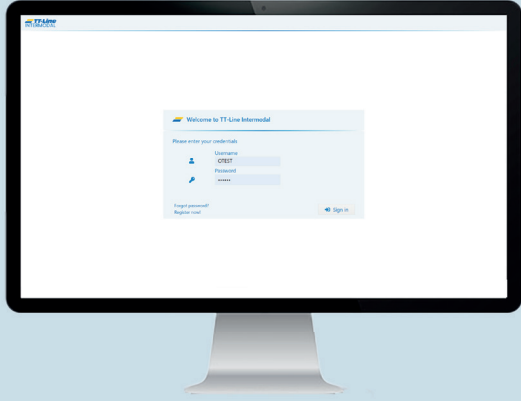 TT-Line
INTERMODAL
Welcome to TT-Line Intermodal
Please enter your credentials
Username
OTEST
Password
••••••
Forgot password?
Register now!
Sign in